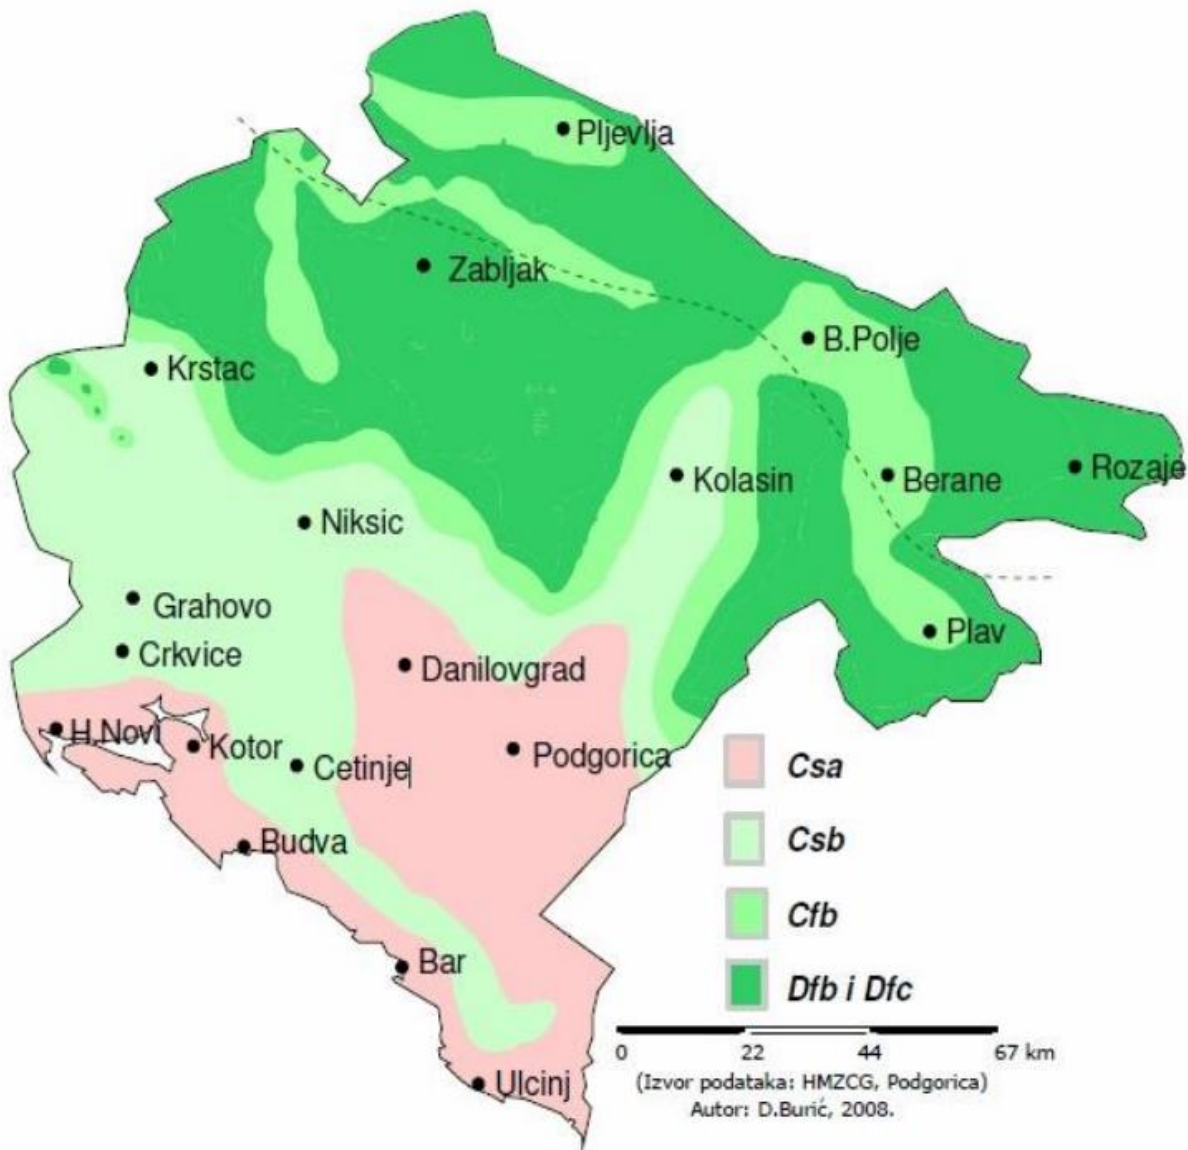 Pljevlja
Zabljak
B.Polje
Krstac
Kolasin
Berane
Rozaje
Niksic
Grahovo
Crkvice
Plav
Danilovgrad
H.Novi
Kotor
Cetinje
Podgorica
Budva
Bar
Ulcinj
Csa
Csb
Cfb
Dfb i Dfc
0 22 44 67 km
(Izvor podataka: HMZCG, Podgorica)
Autor: D.Burić, 2008.